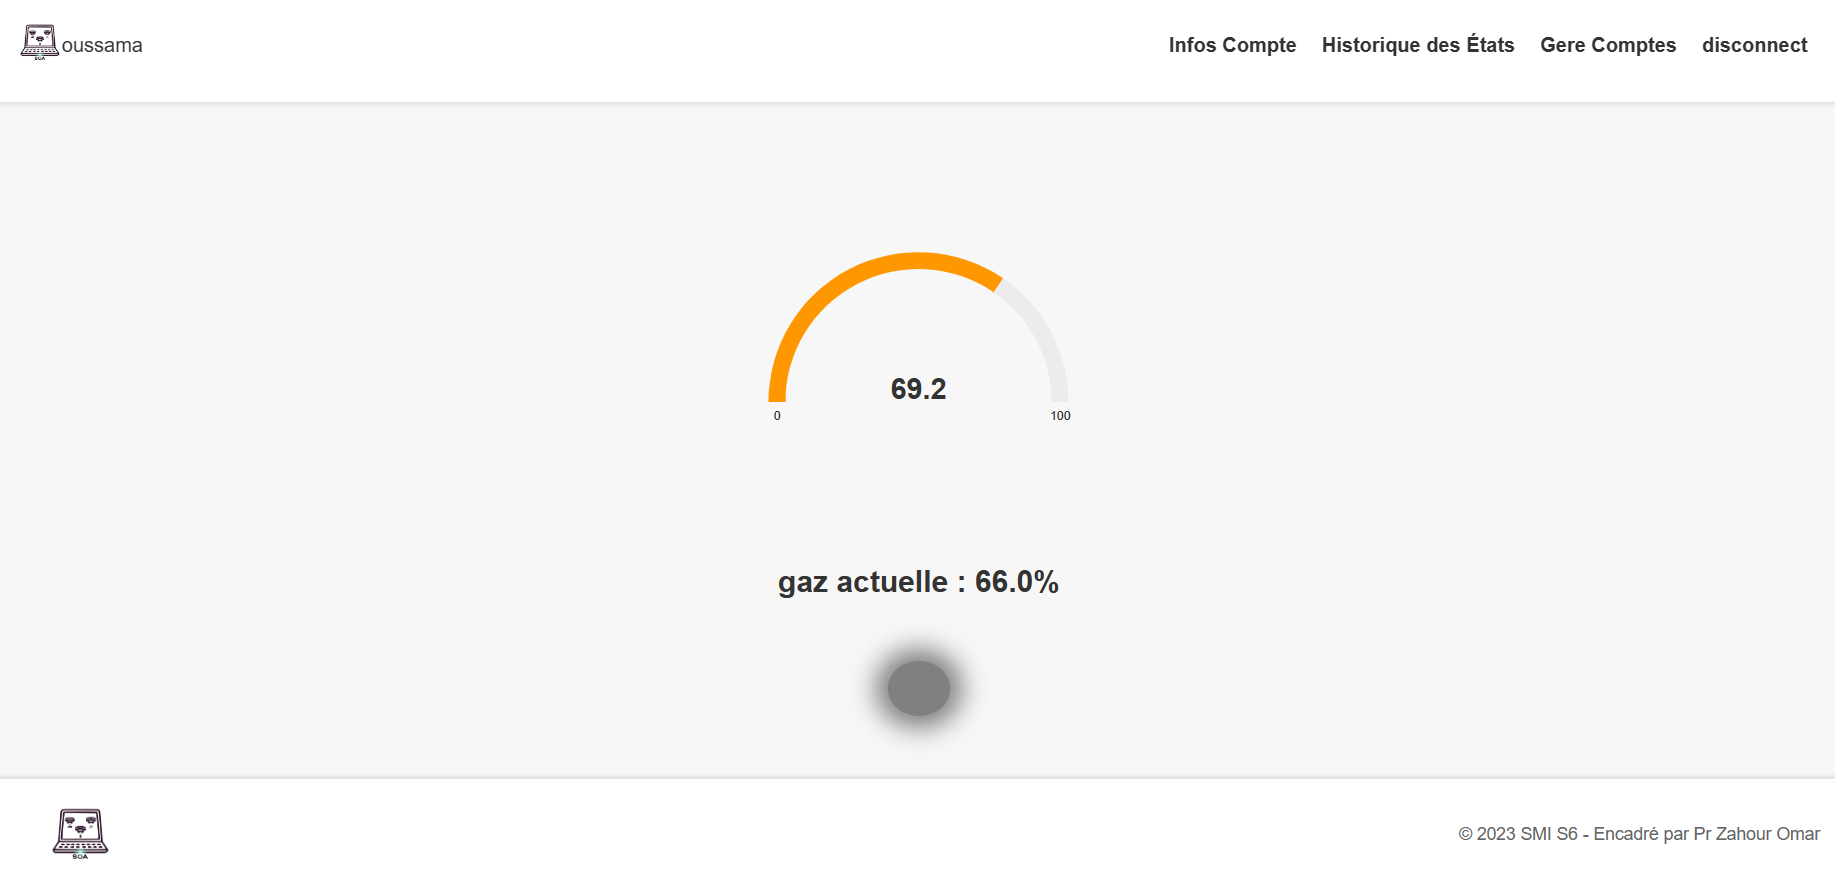 oussama
Infos Compte Historique des États Gere Comptes disconnect
69.2
0 100
gaz actuelle : 66.0%
SOA
© 2023 SMI S6 - Encadré par Pr Zahour Omar